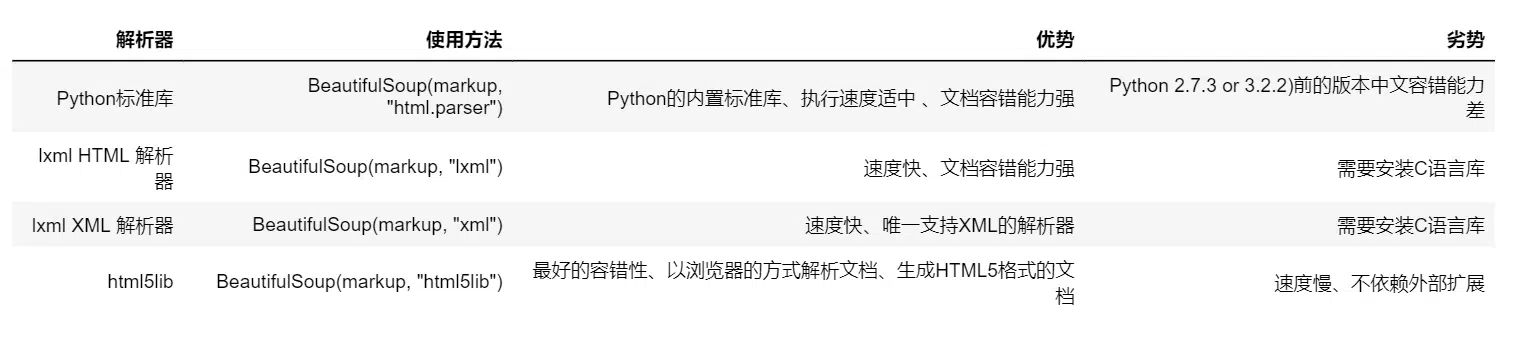 解析器 使用方法 优势 劣势
Python标准库 BeautifulSoup(markup, "html.parser") Python的内置标准库、执行速度适中 、文档容错能力强 Python 2.7.3 or 3.2.2)前的版本中文容错能力差
lxml HTML 解析器 BeautifulSoup(markup, "lxml") 速度快、文档容错能力强 需要安装C语言库
lxml XML 解析器 BeautifulSoup(markup, "xml") 速度快、唯一支持XML的解析器 需要安装C语言库
html5lib BeautifulSoup(markup, "html5lib") 最好的容错性、以浏览器的方式解析文档、生成HTML5格式的文档 速度慢、不依赖外部扩展